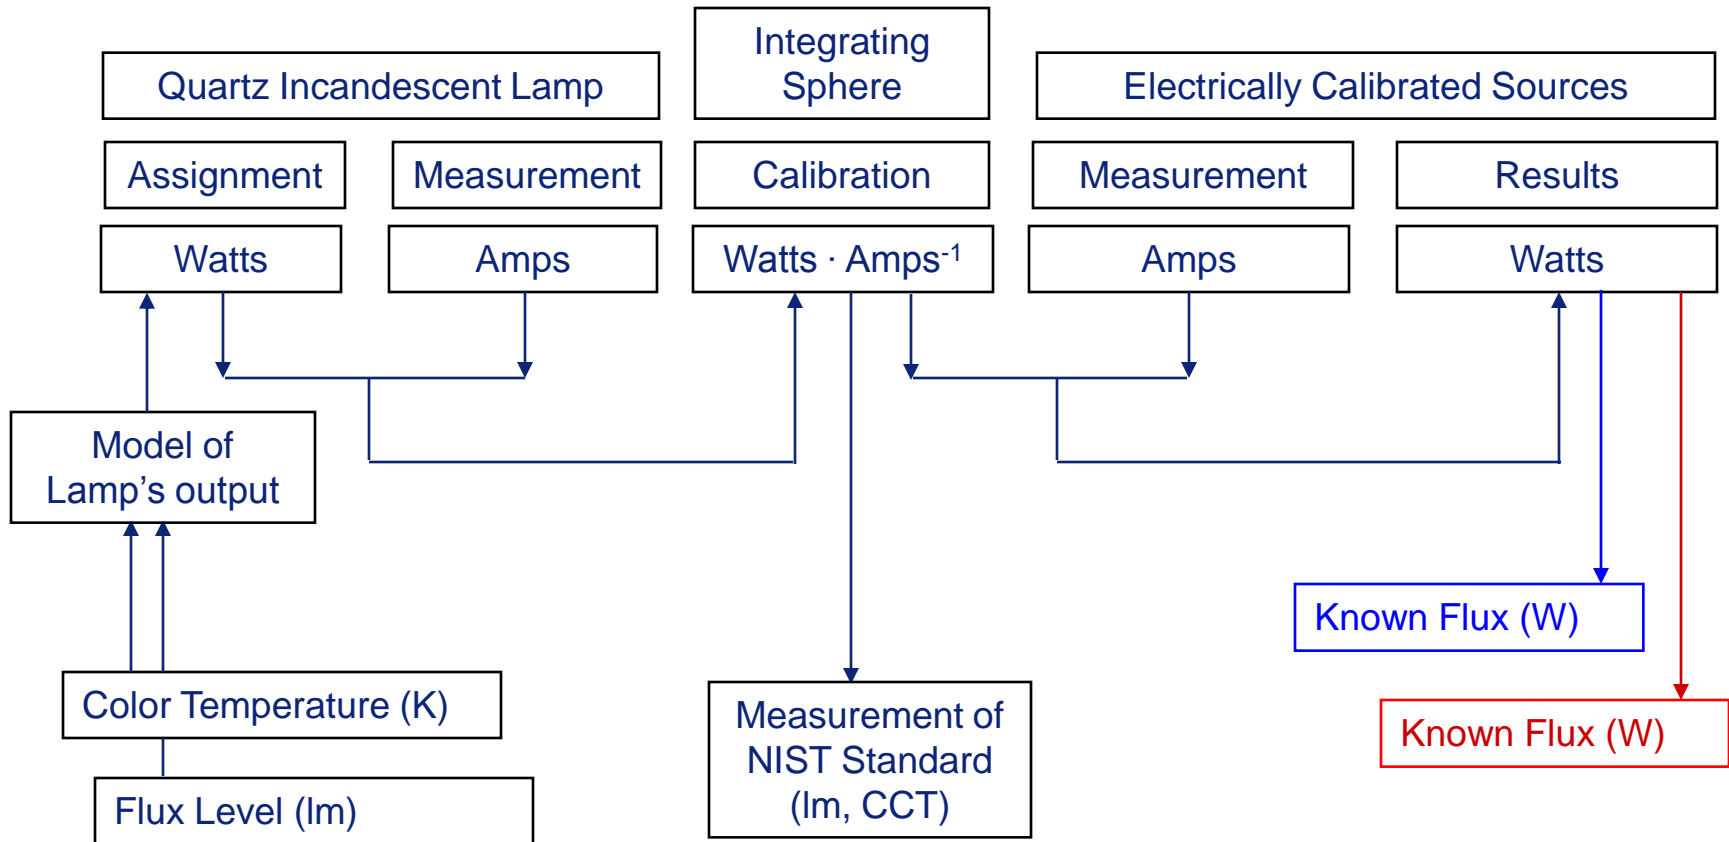 Quartz Incandescent Lamp
Integrating
Sphere
Electrically Calibrated Sources
Assignment
Measurement
Calibration
Measurement
Results
Watts
Amps
Watts · Amps⁻¹
Amps
Watts
Model of
Lamp’s output
Color Temperature (K)
Flux Level (lm)
Measurement of
NIST Standard
(lm, CCT)
Known Flux (W)
Known Flux (W)